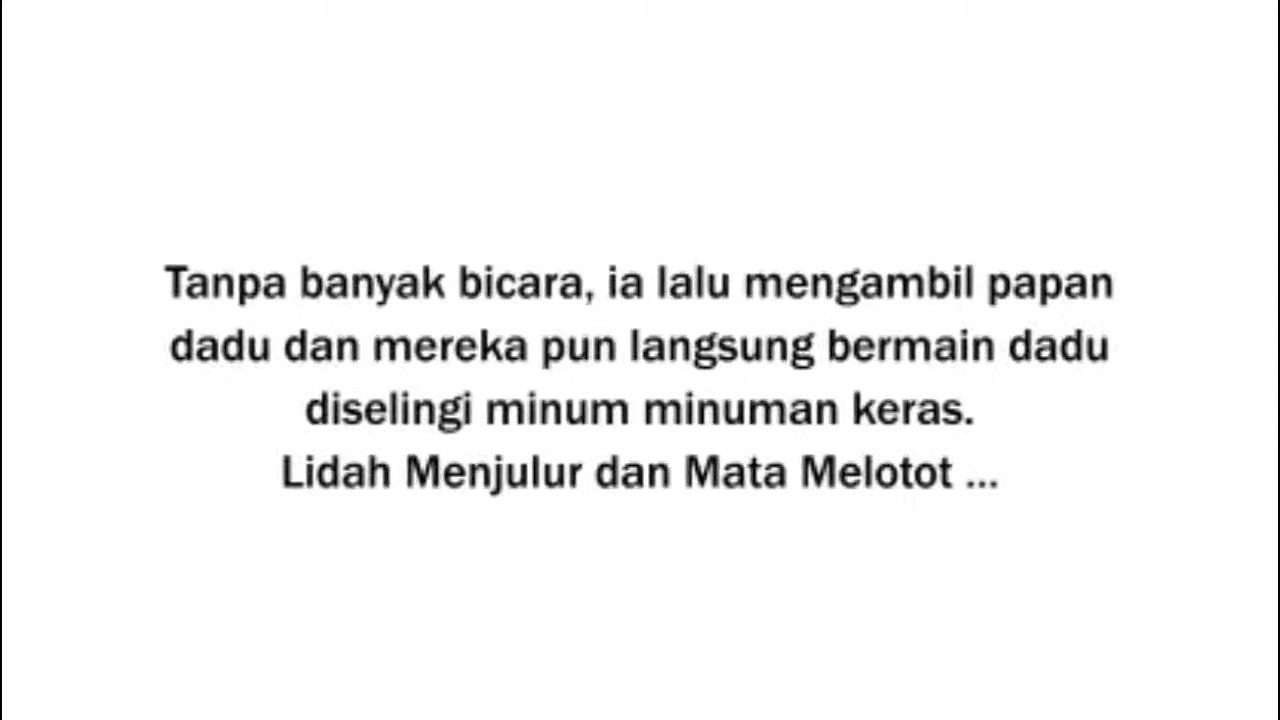 Tanpa banyak bicara, ia lalu mengambil papan
dadu dan mereka pun langsung bermain dadu
diselingi minum minuman keras.
Lidah Menjulur dan Mata Melotot ...